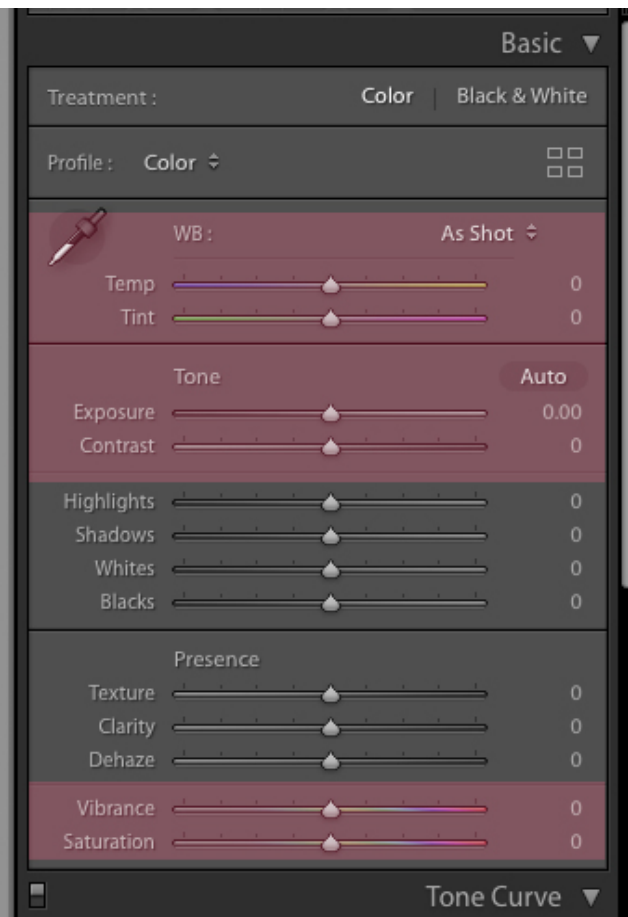 Basic ▼
Treatment : Color | Black & White
Profile : Color
WB : As Shot
Temp 0
Tint 0
Tone Auto
Exposure 0.00
Contrast 0
Highlights 0
Shadows 0
Whites 0
Blacks 0
Presence
Texture 0
Clarity 0
Dehaze 0
Vibrance 0
Saturation 0
Tone Curve ▼